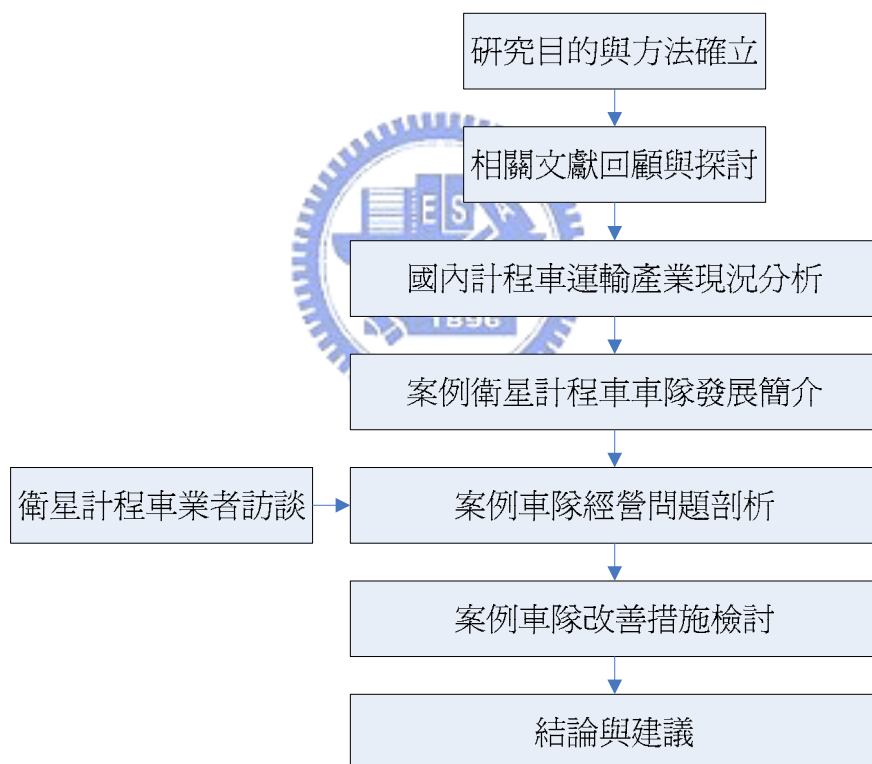 研究目的與方法確立
相關文獻回顧與探討
ES
國內計程車運輸產業現況分析
1896
案例衛星計程車車隊發展簡介
衛星計程車業者訪談
案例車隊經營問題剖析
案例車隊改善措施檢討
結論與建議